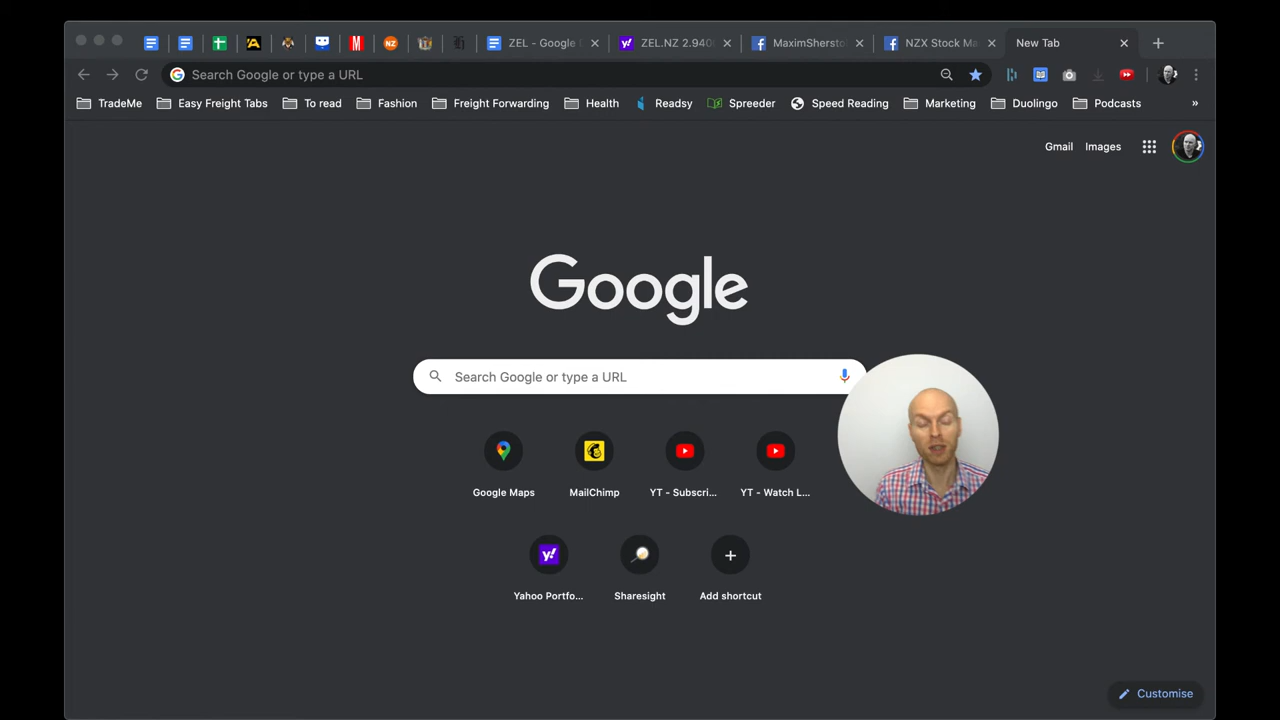 ZEL - Google D
ZEL.NZ 2.940
MaximSherst
NZX Stock Ma
New Tab
Search Google or type a URL
TradeMe
Easy Freight Tabs
To read
Fashion
Freight Forwarding
Health
Readsy
Spreeder
Speed Reading
Marketing
Duolingo
Podcasts
»
Gmail
Images
Google
Search Google or type a URL
Google Maps
MailChimp
YT - Subscri...
YT - Watch L...
Yahoo Portfo...
Sharesight
Add shortcut
Customise